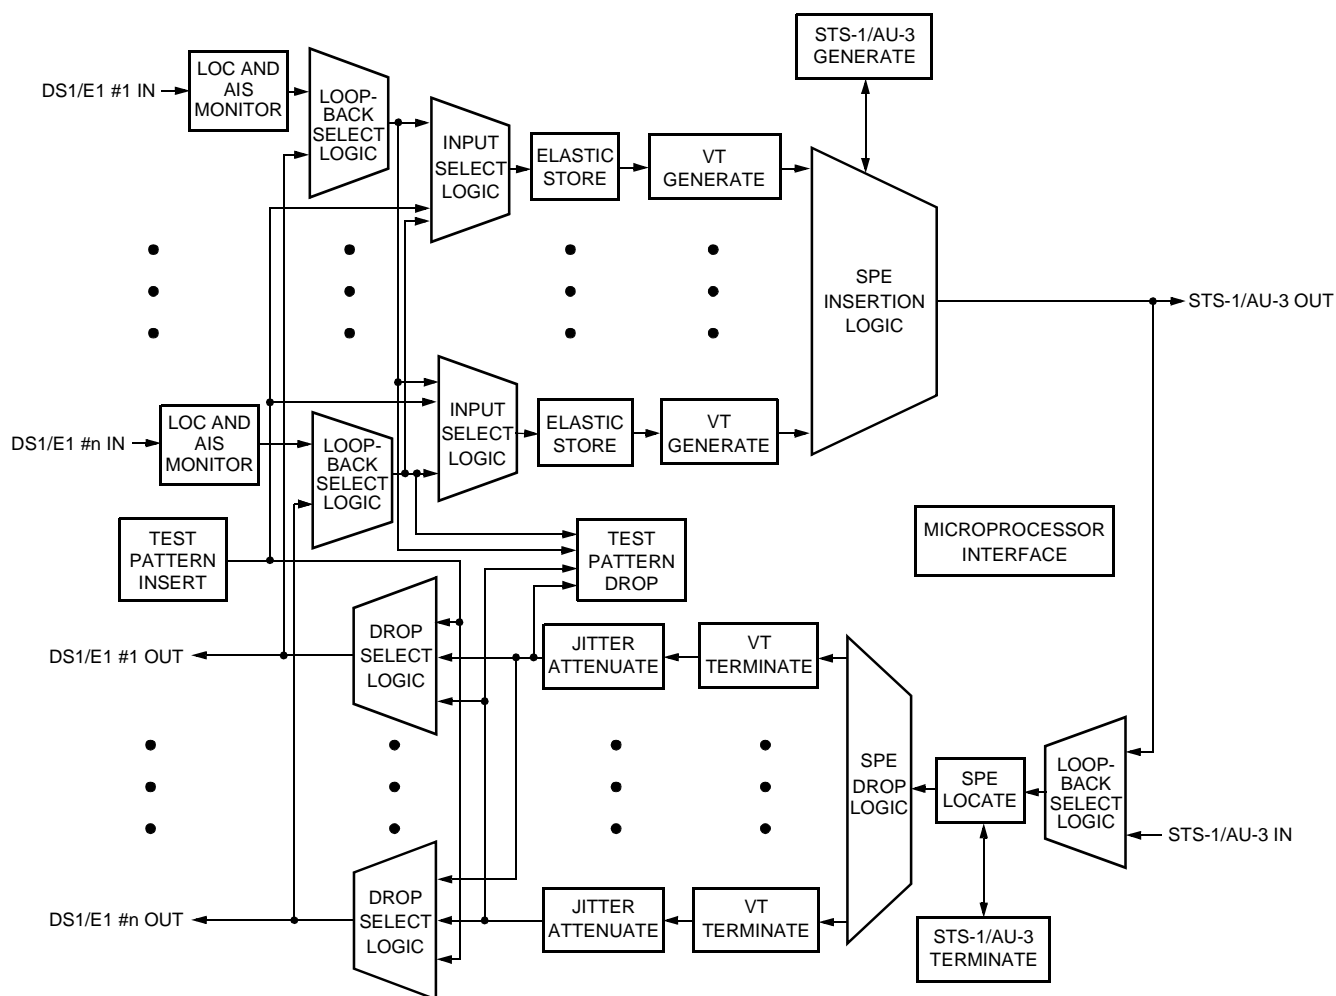 STS-1/AU-3
GENERATE
DS1/E1 #1 IN
LOC AND
AIS
MONITOR
LOOP-
BACK
SELECT
LOGIC
INPUT
SELECT
LOGIC
ELASTIC
STORE
VT
GENERATE
SPE
INSERTION
LOGIC
STS-1/AU-3 OUT
DS1/E1 #n IN
LOC AND
AIS
MONITOR
LOOP-
BACK
SELECT
LOGIC
INPUT
SELECT
LOGIC
ELASTIC
STORE
VT
GENERATE
TEST
PATTERN
INSERT
TEST
PATTERN
DROP
MICROPROCESSOR
INTERFACE
DS1/E1 #1 OUT
DROP
SELECT
LOGIC
JITTER
ATTENUATE
VT
TERMINATE
SPE
DROP
LOGIC
SPE
LOCATE
LOOP-
BACK
SELECT
LOGIC
STS-1/AU-3 IN
DS1/E1 #n OUT
DROP
SELECT
LOGIC
JITTER
ATTENUATE
VT
TERMINATE
STS-1/AU-3
TERMINATE